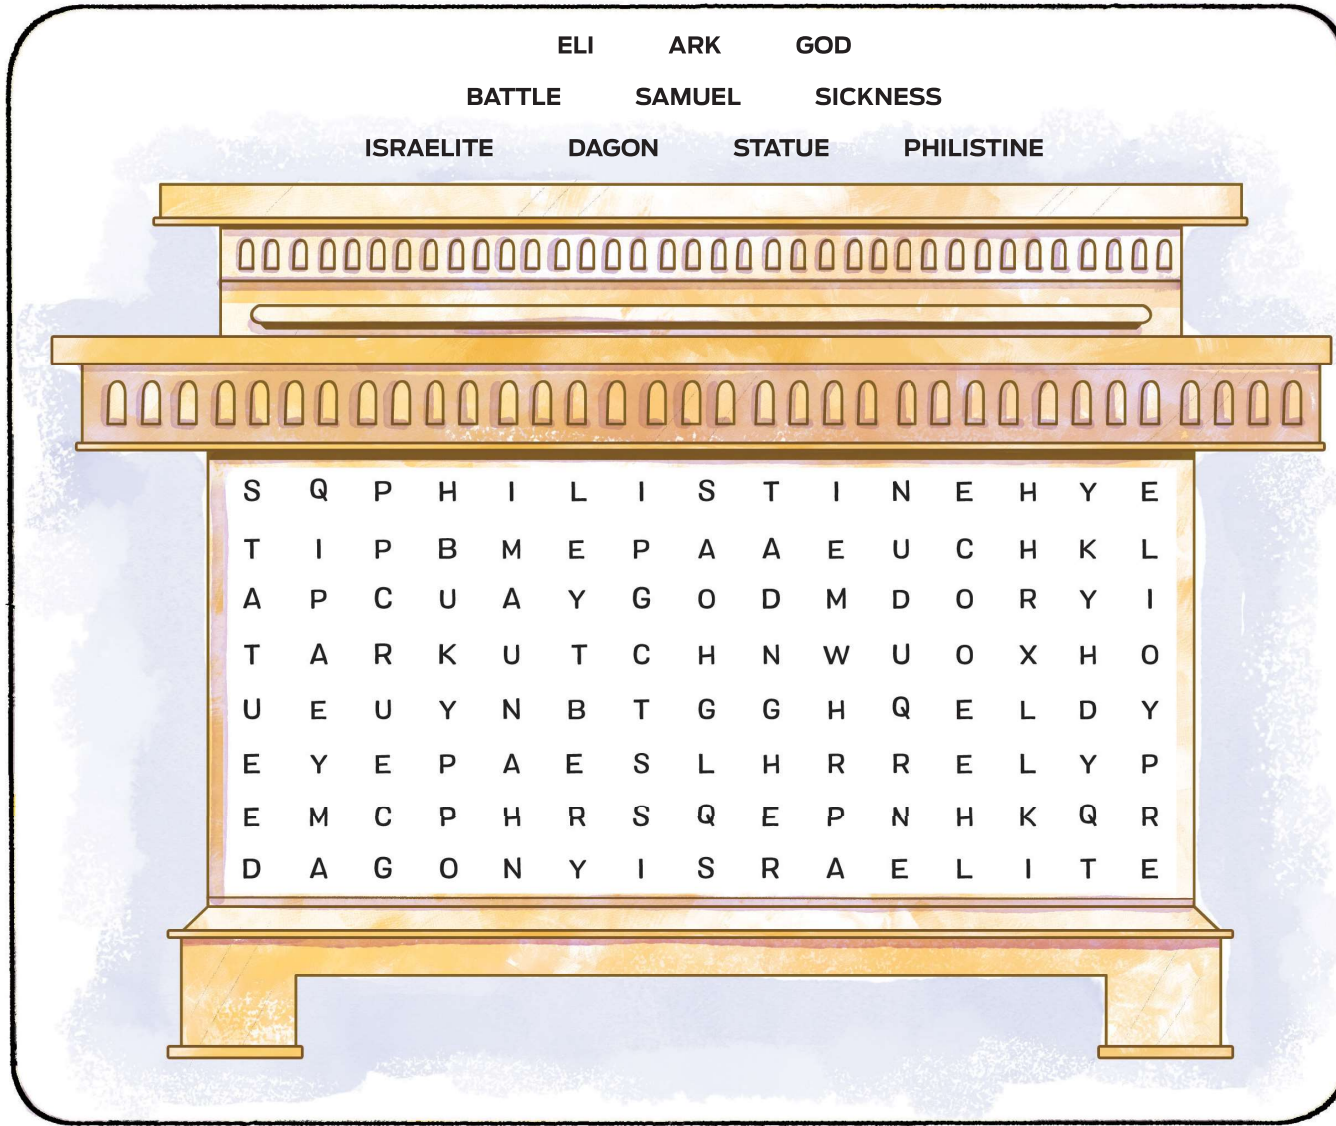 ELI ARK GOD
BATTLE SAMUEL SICKNESS
ISRAELITE DAGON STATUE PHILISTINE
S Q P H I L I S T I N E H Y E
T I P B M E P A A E U C H K L
A P C U A Y G O D M D O R Y I
T A R K U T C H N W U O X H O
U E U Y N B T G G H Q E L D Y
E Y E P A E S L H R R E L Y P
E M C P H R S Q E P N H K Q R
D A G O N Y I S R A E L I T E